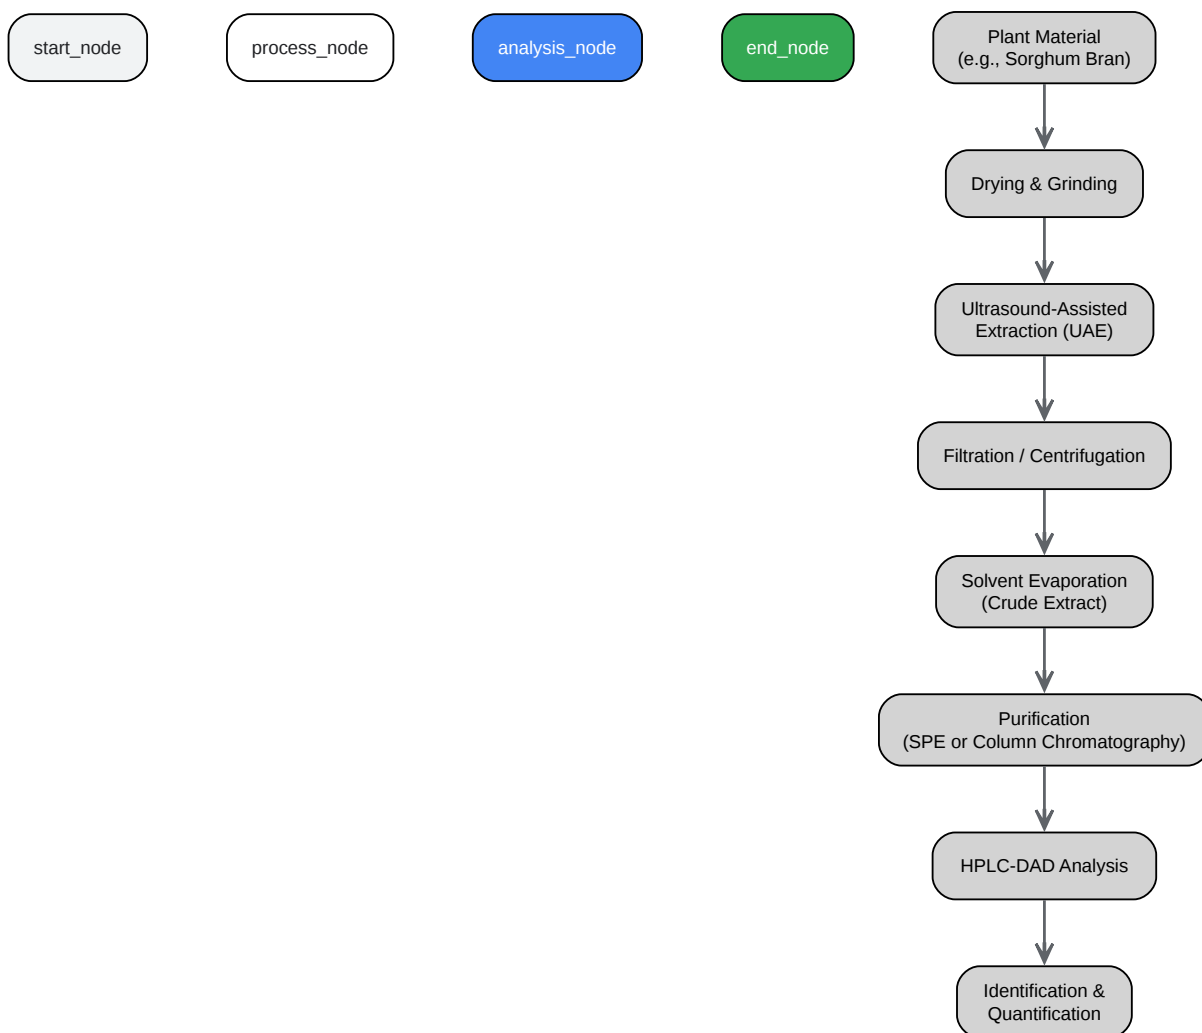 start_node
process_node
analysis_node
end_node
Plant Material
(e.g., Sorghum Bran)
Drying & Grinding
Ultrasound-Assisted
Extraction (UAE)
Filtration / Centrifugation
Solvent Evaporation
(Crude Extract)
Purification
(SPE or Column Chromatography)
HPLC-DAD Analysis
Identification &
Quantification